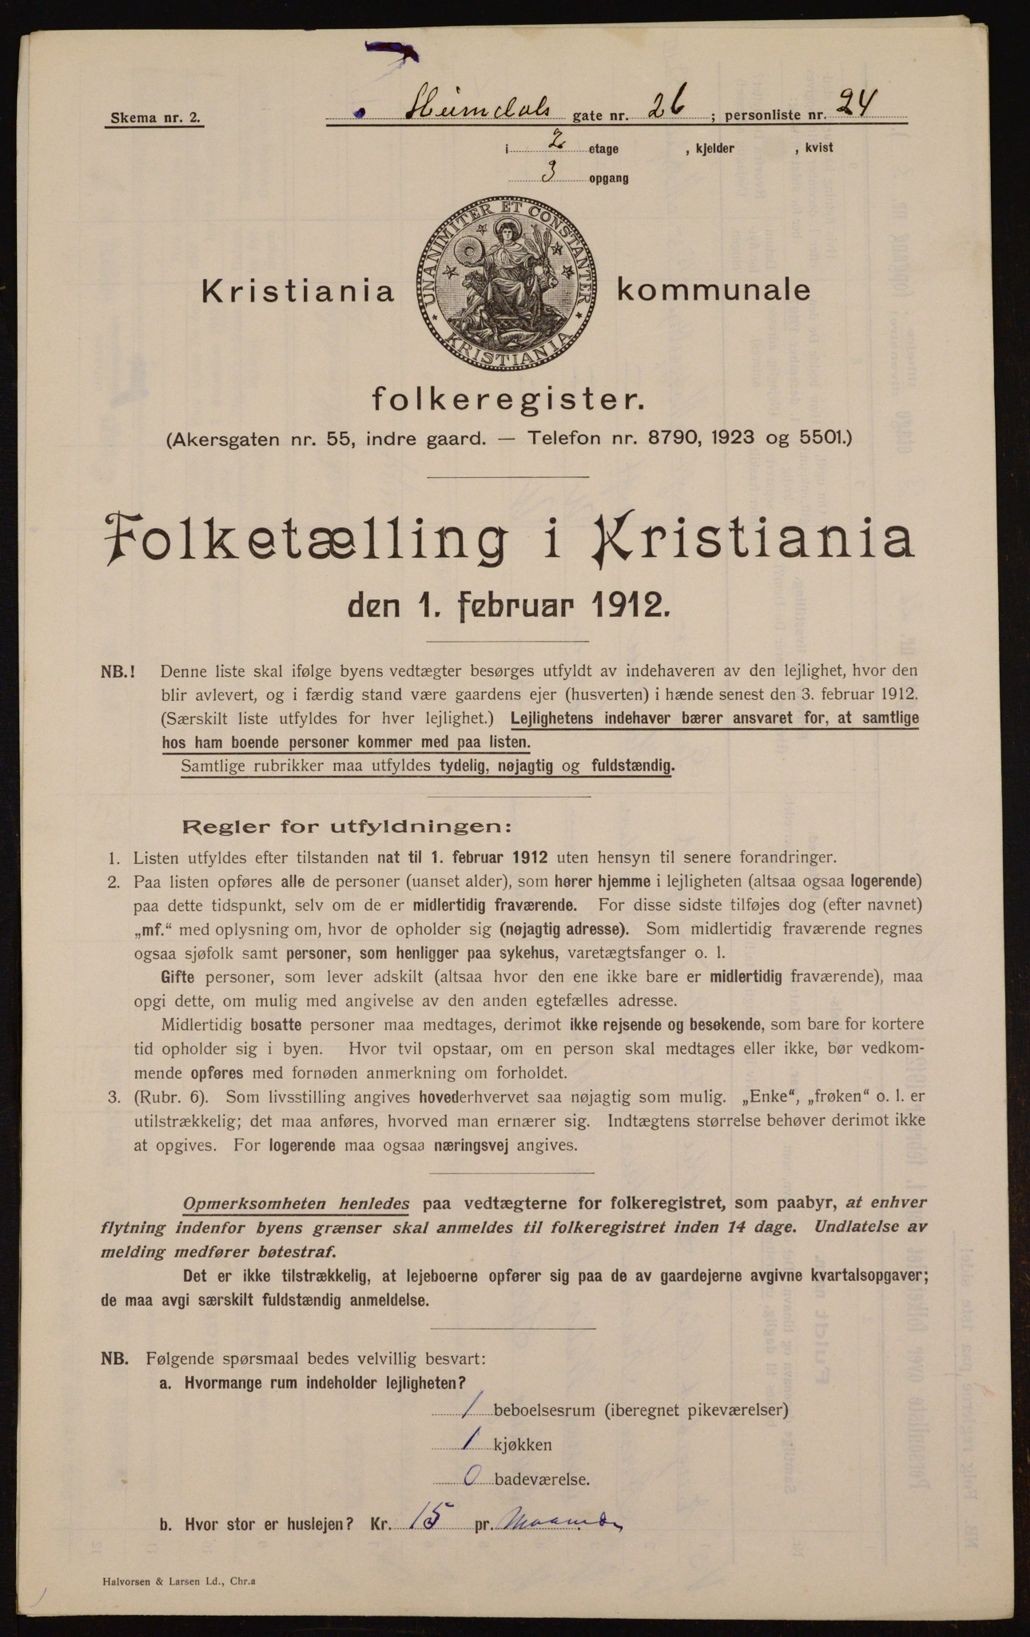 Skema nr. 2.
Heimdals gate nr. 26 ; personliste nr. 24
i 2 etage , kjelder , kvist
3 opgang
UNANIMITER ET CONSTANTER
KRISTIANIA
Kristiania kommunale
folkeregister.
(Akersgaten nr. 55, indre gaard. — Telefon nr. 8790, 1923 og 5501.)
Folketælling i Kristiania
den 1. februar 1912.
NB.! Denne liste skal ifølge byens vedtægter besørges utfyldt av indehaveren av den lejlighet, hvor den
blir avlevert, og i færdig stand være gaardens ejer (husverten) i hænde senest den 3. februar 1912.
(Særskilt liste utfyldes for hver lejlighet.) Lejlighetens indehaver bærer ansvaret for, at samtlige
hos ham boende personer kommer med paa listen.
Samtlige rubrikker maa utfyldes tydelig, nøjagtig og fuldstændig.
Regler for utfyldningen:
1. Listen utfyldes efter tilstanden nat til 1. februar 1912 uten hensyn til senere forandringer.
2. Paa listen opføres alle de personer (uanset alder), som hører hjemme i lejligheten (altsaa ogsaa logerende)
paa dette tidspunkt, selv om de er midlertidig fraværende. For disse sidste tilføjes dog (efter navnet)
„mf.“ med oplysning om, hvor de opholder sig (nøjagtig adresse). Som midlertidig fraværende regnes
ogsaa sjøfolk samt personer, som henligger paa sykehus, varetægtsfanger o. l.
Gifte personer, som lever adskilt (altsaa hvor den ene ikke bare er midlertidig fraværende), maa
opgi dette, om mulig med angivelse av den anden egtefælles adresse.
Midlertidig bosatte personer maa medtages, derimot ikke rejsende og besøkende, som bare for kortere
tid opholder sig i byen. Hvor tvil opstaar, om en person skal medtages eller ikke, bør vedkom-
mende opføres med fornøden anmerkning om forholdet.
3. (Rubr. 6). Som livsstilling angives hovederhvervet saa nøjagtig som mulig. „Enke“, „frøken“ o. l. er
utilstrækkelig; det maa anføres, hvorved man ernærer sig. Indtægtens størrelse behøver derimot ikke
at opgives. For logerende maa ogsaa næringsvej angives.
Opmerksomheten henledes paa vedtægterne for folkeregistret, som paabyr, at enhver
flytning indenfor byens grænser skal anmeldes til folkeregistret inden 14 dage. Undlatelse av
melding medfører bøtestraf.
Det er ikke tilstrækkelig, at lejeboerne opfører sig paa de av gaardejerne avgivne kvartalsopgaver;
de maa avgi særskilt fuldstændig anmeldelse.
NB. Følgende spørsmaal bedes velvillig besvart:
a. Hvormange rum indeholder lejligheten?
1 beboelsesrum (iberegnet pikeværelser)
1 kjøkken
0 badeværelse.
b. Hvor stor er huslejen? Kr. 15 pr. Maaned
Halvorsen & Larsen Ld., Chr.a